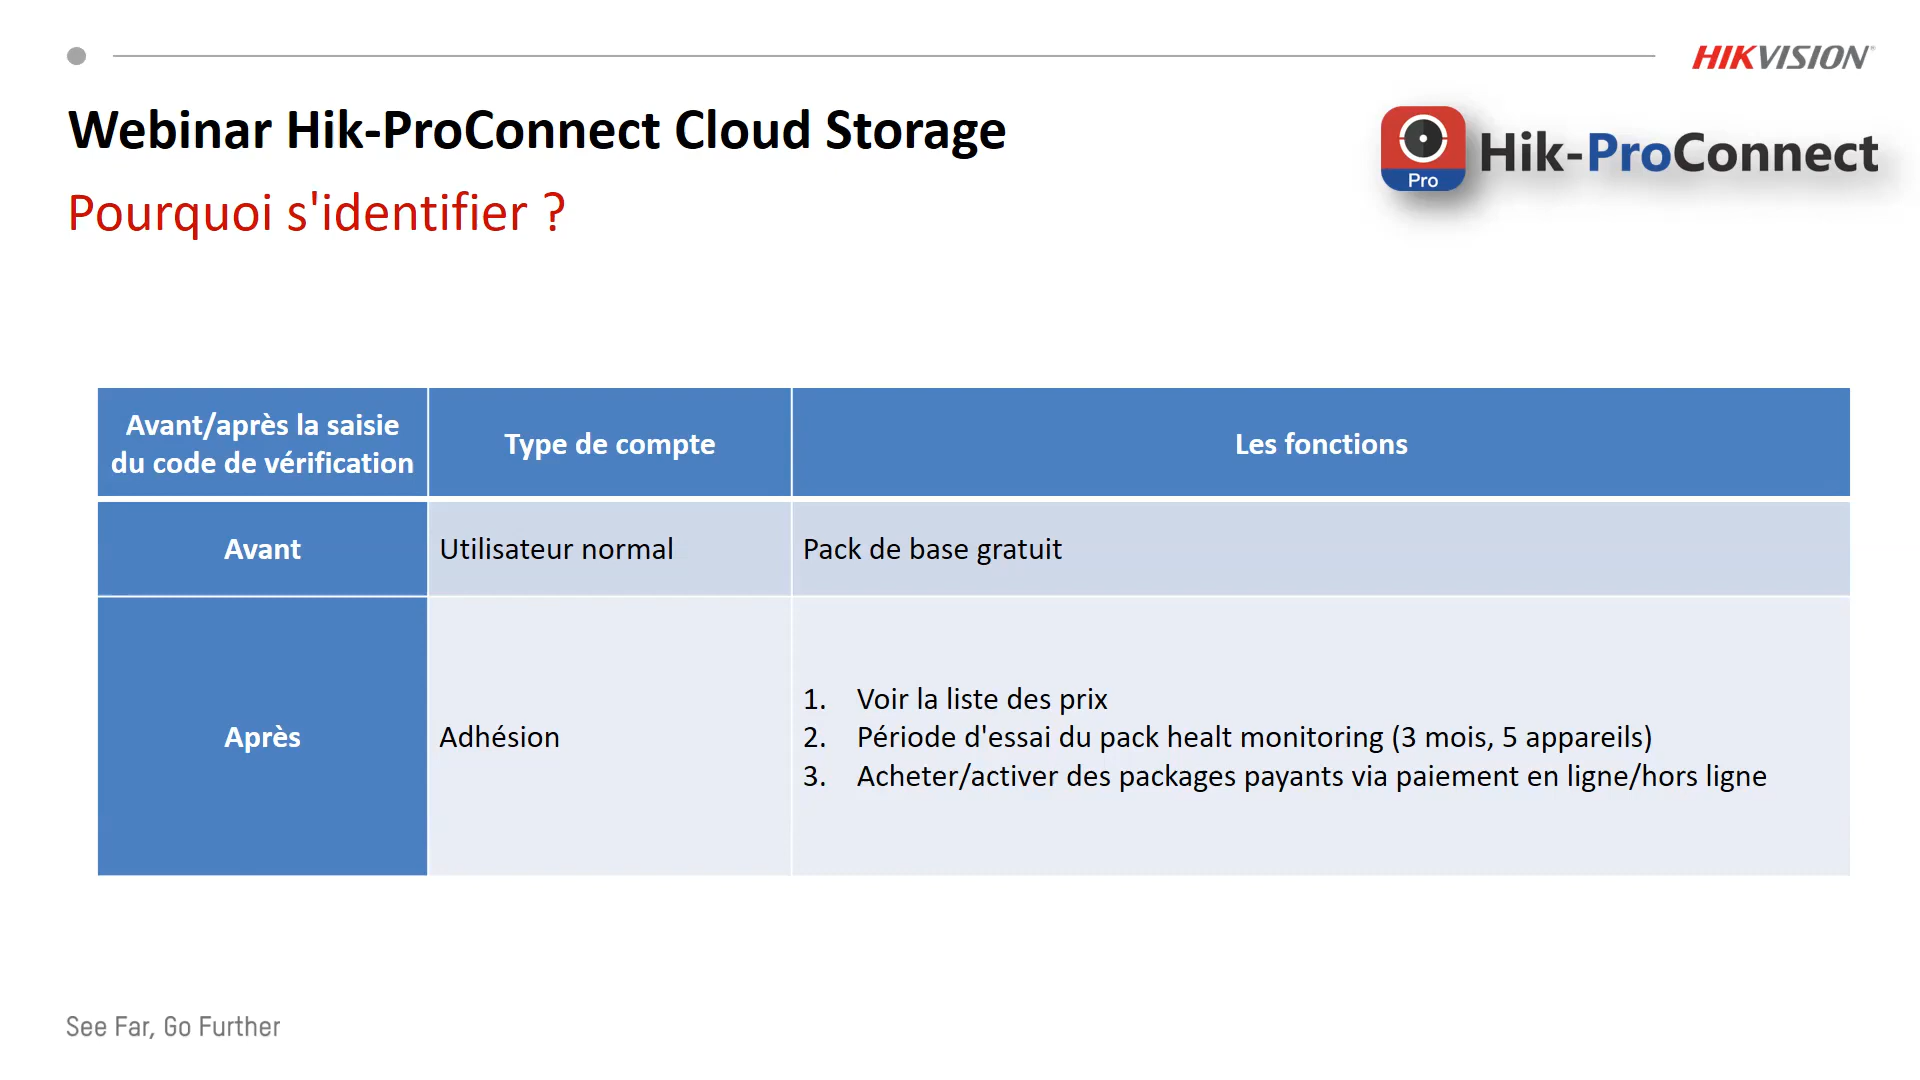 HIKVISION
Webinar Hik-ProConnect Cloud Storage
Pro
Hik-ProConnect
Pourquoi s'identifier ?
Avant/après la saisie
du code de vérification
Type de compte
Les fonctions
Avant
Utilisateur normal
Pack de base gratuit
Après
Adhésion
1. Voir la liste des prix
2. Période d'essai du pack healt monitoring (3 mois, 5 appareils)
3. Acheter/activer des packages payants via paiement en ligne/hors ligne
See Far, Go Further